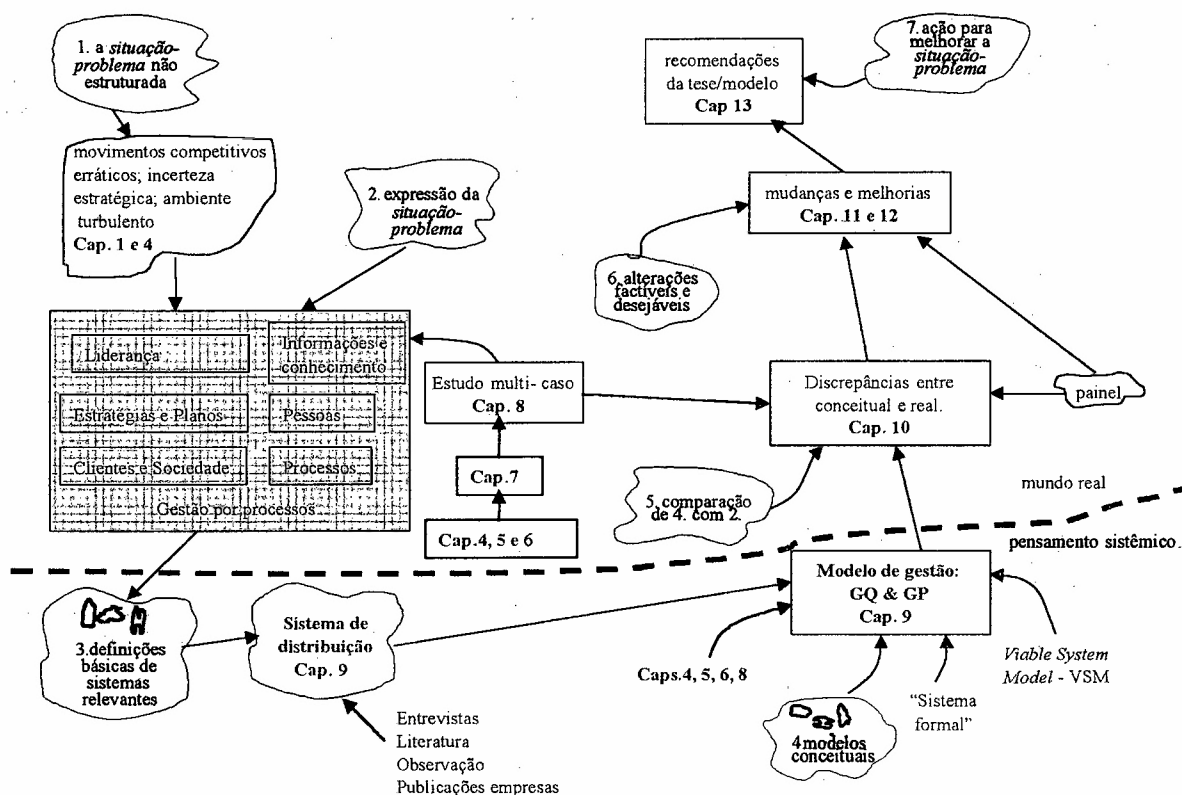 1. a situação-
problema não
estruturada
movimentos competitivos
erráticos; incerteza
estratégica; ambiente
turbulento
Cap. 1 e 4
2. expressão da
situação-
problema
7. ação para
melhorar a
situação-
problema
recomendações
da tese/modelo
Cap 13
mudanças e melhorias
Cap. 11 e 12
6. alterações
factíveis e
desejáveis
Liderança
Informações e
conhecimento
Estratégias e Planos
Pessoas
Clientes e Sociedade
Processos
Gestão por processos
Estudo multi- caso
Cap. 8
Cap.7
Cap.4, 5 e 6
Discrepâncias entre
conceitual e real.
Cap. 10
painel
5. comparação
de 4. com 2.
mundo real
pensamento sistêmico.
3.definições
básicas de
sistemas
relevantes
Sistema de
distribuição
Cap. 9
Entrevistas
Literatura
Observação
Publicações empresas
Modelo de gestão:
GQ & GP
Cap. 9
Caps.4, 5, 6, 8
4 modelos
conceituais
“Sistema
formal”
Viable System
Model - VSM